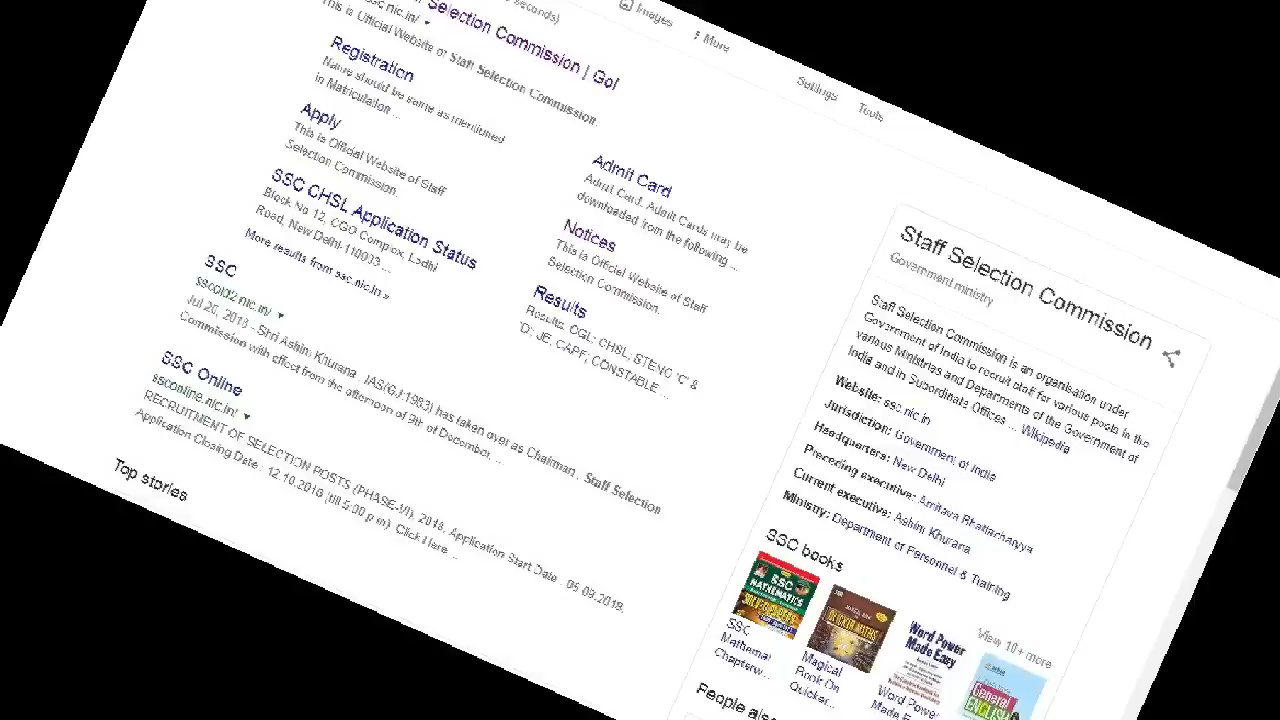 seconds)
Images
More
Settings
Tools
Selection Commission | GoI
ssc.nic.in/
This is Official Website of Staff Selection Commission.
Registration
Name should be same as mentioned
in Matriculation ...
Apply
This is Official Website of Staff
Selection Commission.
SSC CHSL Application Status
Block No 12, CGO Complex, Lodhi
Road, New Delhi-110003 ...
More results from ssc.nic.in »
Admit Card
Admit Card. Admit Cards may be
downloaded from the following ...
Notices
This is Official Website of Staff
Selection Commission.
Results
Results. CGL; CHSL, STENO 'C' &
'D'; JE, CAPF; CONSTABLE ...
SSC
sscold2.nic.in/
Jul 20, 2018 - Shri Ashim Khurana , IAS(GJ:1983) has taken over as Chairman , Staff Selection
Commission with effect from the afternoon of 9th of December, ...
SSC Online
ssconline.nic.in/
RECRUITMENT OF SELECTION POSTS (PHASE-VI), 2018. Application Start Date : 05.09.2018,
Application Closing Date : 12.10.2018 (till 5:00 p.m). Click Here ...
Top stories
Staff Selection Commission
Government ministry
Staff Selection Commission is an organisation under
Government of India to recruit staff for various posts in the
various Ministries and Departments of the Government of
India and in Subordinate Offices ... Wikipedia
Website: ssc.nic.in
Jurisdiction: Government of India
Headquarters: New Delhi
Preceding executive: Amitava Bhattacharyya
Current executive: Ashim Khurana
Ministry: Department of Personnel & Training
SSC books
View 10+ more
SSC
MATHEMATICS
Word Power
Made Easy
General
ENGLISH
SSC
Mathemat
Chapterw...
Magical
Book On
Quicker...
Word Power
Made E
People also